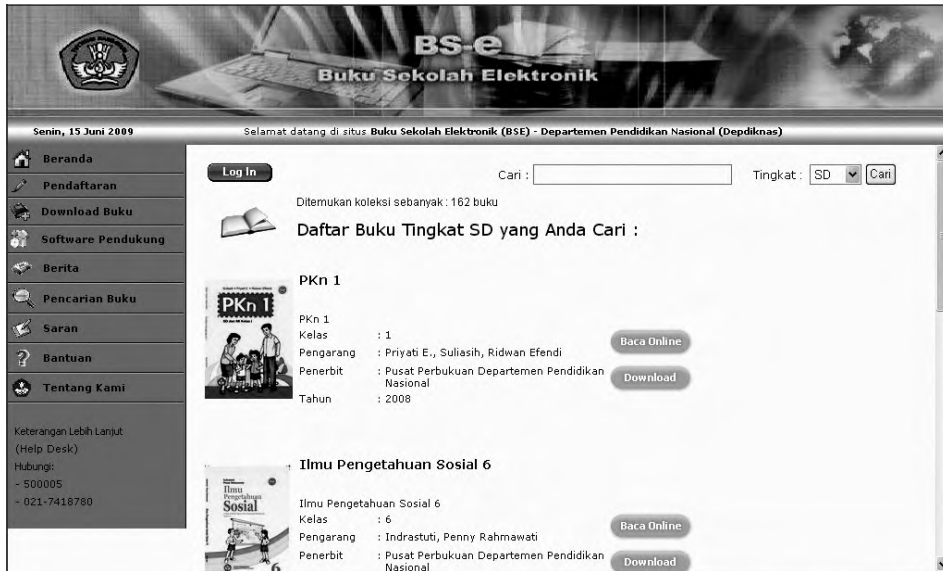 BS-e
Buku Sekolah Elektronik
Senin, 15 Juni 2009
Selamat datang di situs Buku Sekolah Elektronik (BSE) - Departemen Pendidikan Nasional (Depdiknas)
Beranda
Pendaftaran
Download Buku
Software Pendukung
Berita
Pencarian Buku
Saran
Bantuan
Tentang Kami
Keterangan Lebih Lanjut
(Help Desk)
Hubungi:
- 500005
- 021-7418780
Log In
Cari :
Tingkat : SD Cari
Ditemukan koleksi sebanyak : 162 buku
Daftar Buku Tingkat SD yang Anda Cari :
PKn 1
PKn 1
PKn 1
Kelas : 1
Pengarang : Priyati E., Suliasih, Ridwan Efendi
Penerbit : Pusat Perbukuan Departemen Pendidikan
Nasional
Tahun : 2008
Baca Online
Download
Ilmu Pengetahuan Sosial 6
Ilmu
Pengetahuan
Sosial
6
Ilmu Pengetahuan Sosial 6
Kelas : 6
Pengarang : Indrastuti, Penny Rahmawati
Penerbit : Pusat Perbukuan Departemen Pendidikan
Nasional
Baca Online
Download